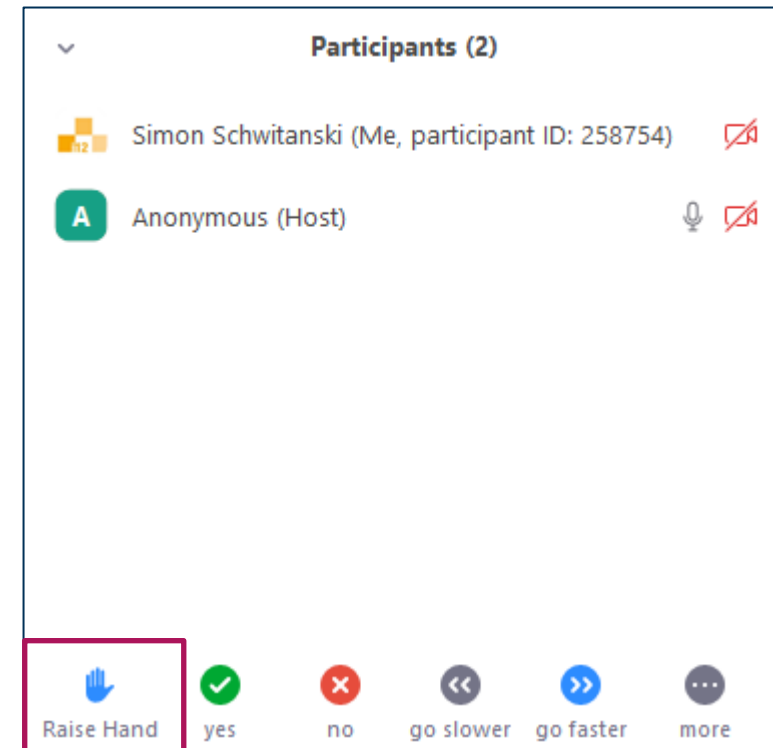 Participants (2)
Simon Schwitanski (Me, participant ID: 258754)
A
Anonymous (Host)
Raise Hand yes no go slower go faster more